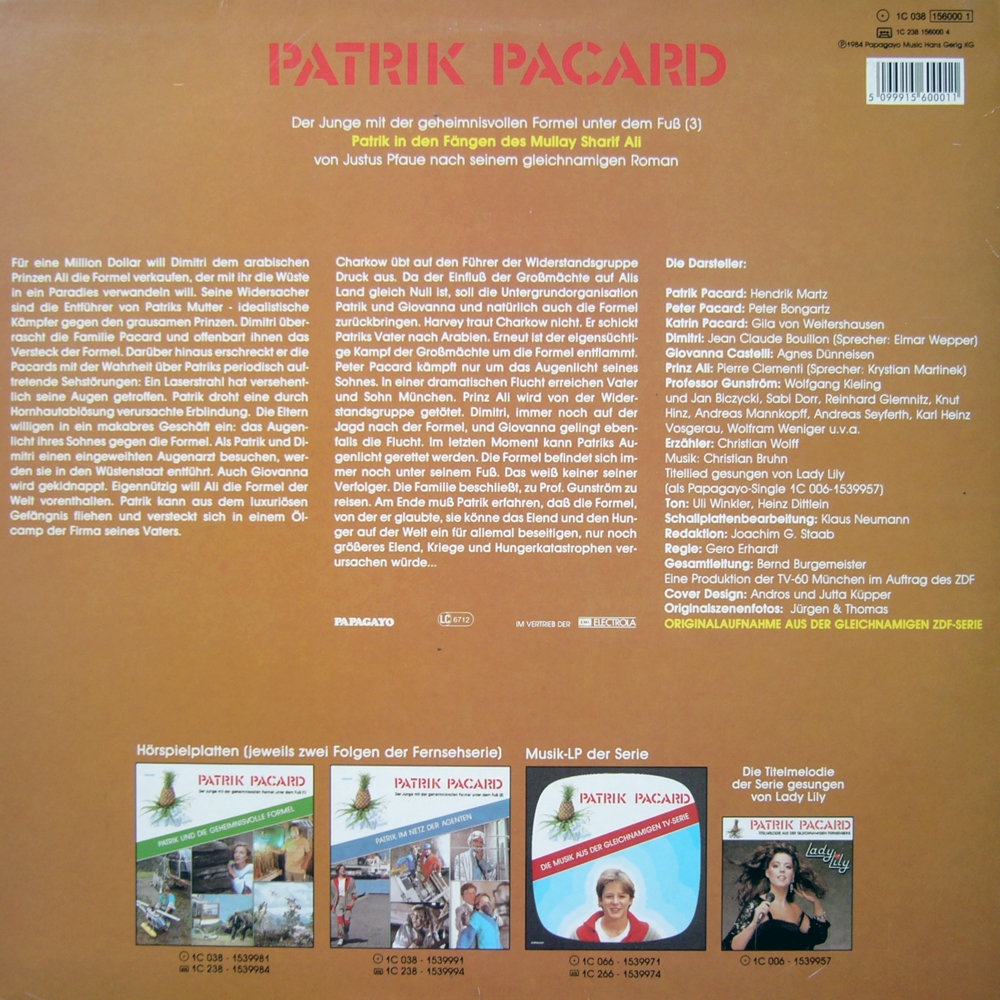 1C 038 156000 1
1C 238 156000 4
℗1984 Papagayo Music Hans Gerig KG
5 099915 600011
PATRIK PACARD
Der Junge mit der geheimnisvollen Formel unter dem Fuß (3)
Patrik in den Fängen des Mullay Sharif Ali
von Justus Pfaue nach seinem gleichnamigen Roman
Für eine Million Dollar will Dimitri dem arabischen
Prinzen Ali die Formel verkaufen, der mit ihr die Wüste
in ein Paradies verwandeln will. Seine Widersacher
sind die Entführer von Patriks Mutter - idealistische
Kämpfer gegen den grausamen Prinzen. Dimitri über-
rascht die Familie Pacard und offenbart ihnen das
Versteck der Formel. Darüber hinaus erschreckt er die
Pacards mit der Wahrheit über Patriks periodisch auf-
tretende Sehstörungen: Ein Laserstrahl hat versehent-
lich seine Augen getroffen. Patrik droht eine durch
Hornhautablösung verursachte Erblindung. Die Eltern
willigen in ein makabres Geschäft ein: das Augen-
licht ihres Sohnes gegen die Formel. Als Patrik und Di-
mitri einen eingeweihten Augenarzt besuchen, wer-
den sie in den Wüstenstaat entführt. Auch Giovanna
wird gekidnappt. Eigennützig will Ali die Formel der
Welt vorenthalten. Patrik kann aus dem luxuriösen
Gefängnis fliehen und versteckt sich in einem Öl-
camp der Firma seines Vaters.
Charkow übt auf den Führer der Widerstandsgruppe
Druck aus. Da der Einfluß der Großmächte auf Alis
Land gleich Null ist, soll die Untergrundorganisation
Patrik und Giovanna und natürlich auch die Formel
zurückbringen. Harvey traut Charkow nicht. Er schickt
Patriks Vater nach Arabien. Erneut ist der eigensüchti-
ge Kampf der Großmächte um die Formel entflammt.
Peter Pacard kämpft nur um das Augenlicht seines
Sohnes. In einer dramatischen Flucht erreichen Vater
und Sohn München. Prinz Ali wird von der Wider-
standsgruppe getötet. Dimitri, immer noch auf der
Jagd nach der Formel, und Giovanna gelingt eben-
falls die Flucht. Im letzten Moment kann Patriks Au-
genlicht gerettet werden. Die Formel befindet sich im-
mer noch unter seinem Fuß. Das weiß keiner seiner
Verfolger. Die Familie beschließt, zu Prof. Gunström zu
reisen. Am Ende muß Patrik erfahren, daß die Formel,
von der er glaubte, sie könne das Elend und den Hun-
ger auf der Welt ein für allemal beseitigen, nur noch
größeres Elend, Kriege und Hungerkatastrophen ver-
ursachen würde...
Die Darsteller:
Patrik Pacard: Hendrik Martz
Peter Pacard: Peter Bongartz
Katrin Pacard: Gila von Weitershausen
Dimitri: Jean Claude Bouillon (Sprecher: Elmar Wepper)
Giovanna Castelli: Agnes Dünneisen
Prinz Ali: Pierre Clementi (Sprecher: Krystian Martinek)
Professor Gunström: Wolfgang Kieling
und Jan Biczycki, Sabi Dorr, Reinhard Glemnitz, Knut
Hinz, Andreas Mannkopff, Andreas Seyferth, Karl Heinz
Vosgerau, Wolfram Weniger u.v.a.
Erzähler: Christian Wolff
Musik: Christian Bruhn
Titellied gesungen von Lady Lily
(als Papagayo-Single 1C 006-1539957)
Ton: Uli Winkler, Heinz Dittlein
Schallplattenbearbeitung: Klaus Neumann
Redaktion: Joachim G. Staab
Regie: Gero Erhardt
Gesamtleitung: Bernd Burgemeister
Eine Produktion der TV-60 München im Auftrag des ZDF
Cover Design: Andros und Jutta Küpper
Originalszenenfotos: Jürgen & Thomas
ORIGINALAUFNAHME AUS DER GLEICHNAMIGEN ZDF-SERIE
PAPAGAYO LC 6712 IM VERTRIEB DER EMI ELECTROLA
Hörspielplatten (jeweils zwei Folgen der Fernsehserie)
PATRIK PACARD
Der Junge mit der geheimnisvollen Formel unter dem Fuß (1)
PATRIK UND DIE GEHEIMNISVOLLE FORMEL
1C 038 - 1539981
1C 238 - 1539984
PATRIK PACARD
Der Junge mit der geheimnisvollen Formel unter dem Fuß (2)
PATRIK IM NETZ DER AGENTEN
1C 038 - 1539991
1C 238 - 1539994
Musik-LP der Serie
PATRIK PACARD
DIE MUSIK AUS DER GLEICHNAMIGEN TV-SERIE
1C 066 - 1539971
1C 266 - 1539974
Die Titelmelodie
der Serie gesungen
von Lady Lily
PATRIK PACARD
TITELMELODIE AUS DER GLEICHNAMIGEN FERNSEHSERIE
Lady Lily
1C 006 - 1539957